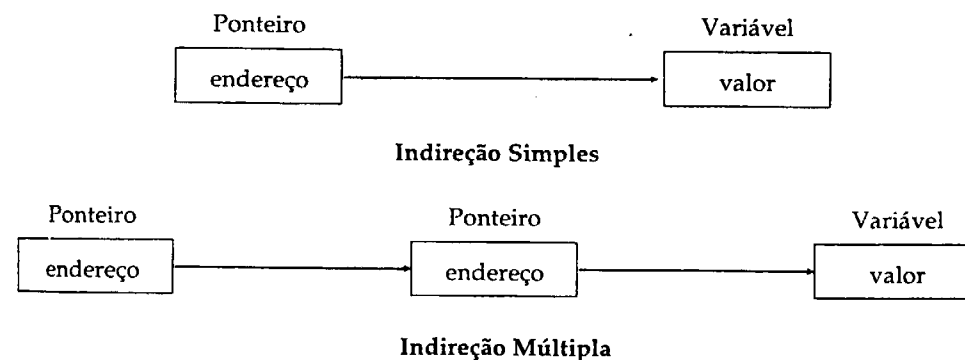 Ponteiro Variável
endereço valor
Indireção Simples
Ponteiro Ponteiro Variável
endereço endereço valor
Indireção Múltipla